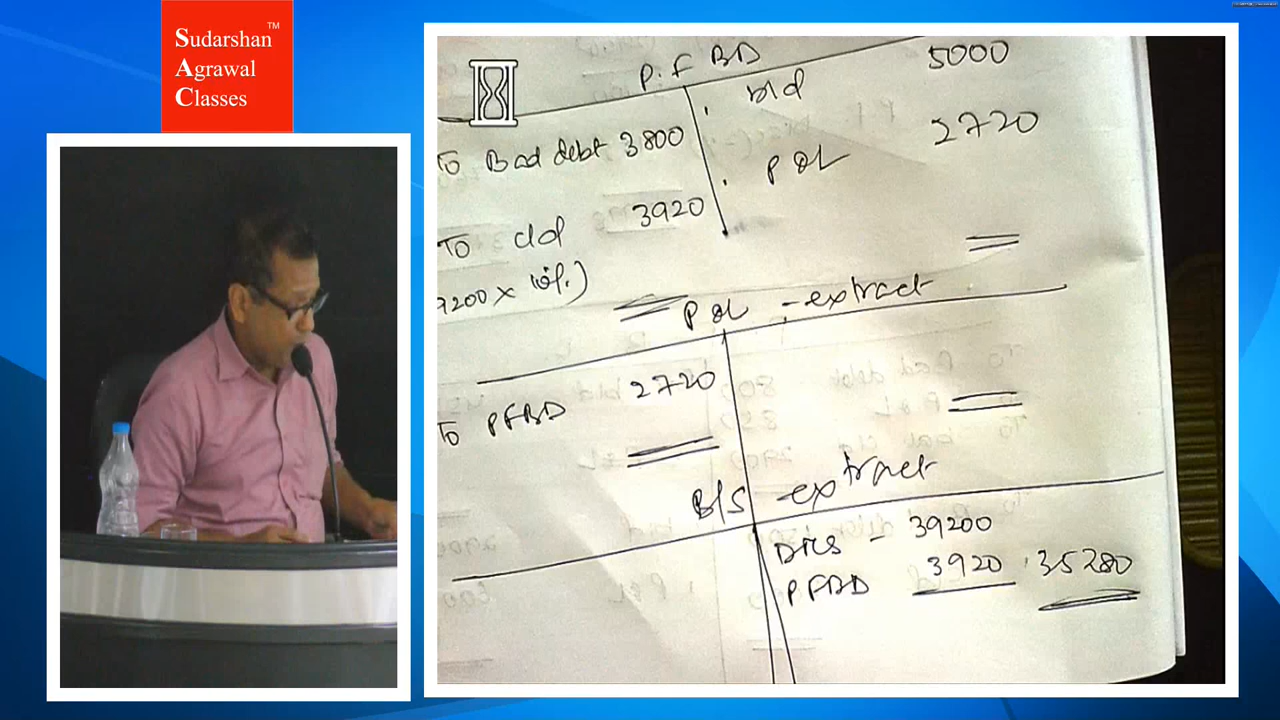 Sudarshan™
Agrawal
Classes
P.F BD
b/d 5000
To Bad debt 3800
P&L 2720
To c/d 3920
7200 x 10%.)
P&L - extract
To PFBD 2720
B/S - extract
Drs - 39200
PFBD 3920 35280